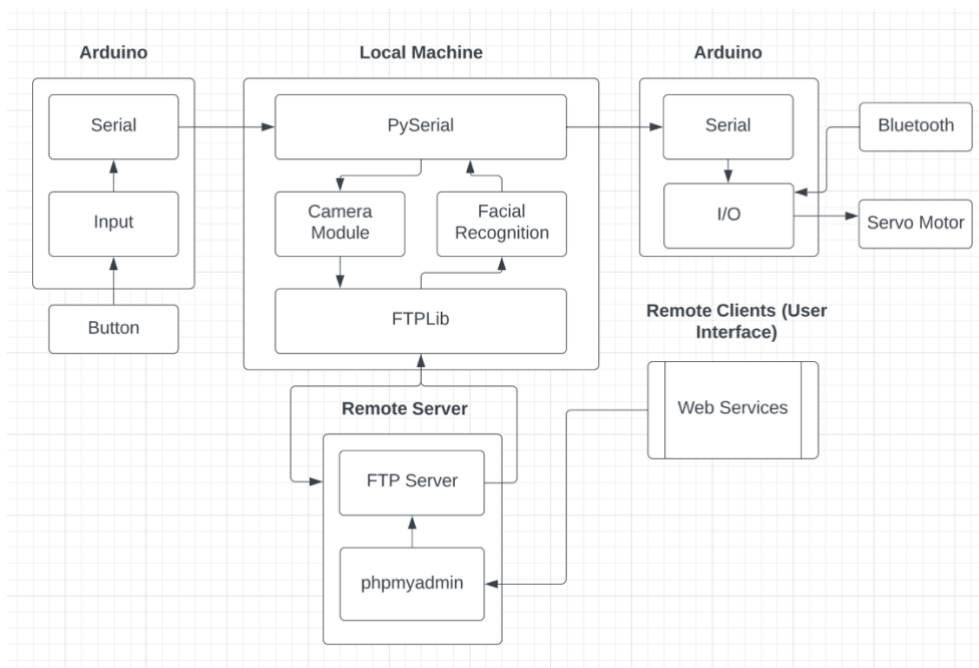 Arduino
Local Machine
Arduino
Serial
PySerial
Serial
Bluetooth
Input
Camera
Module
Facial
Recognition
I/O
Servo Motor
Button
FTPLib
Remote Clients (User
Interface)
Remote Server
Web Services
FTP Server
phpmyadmin